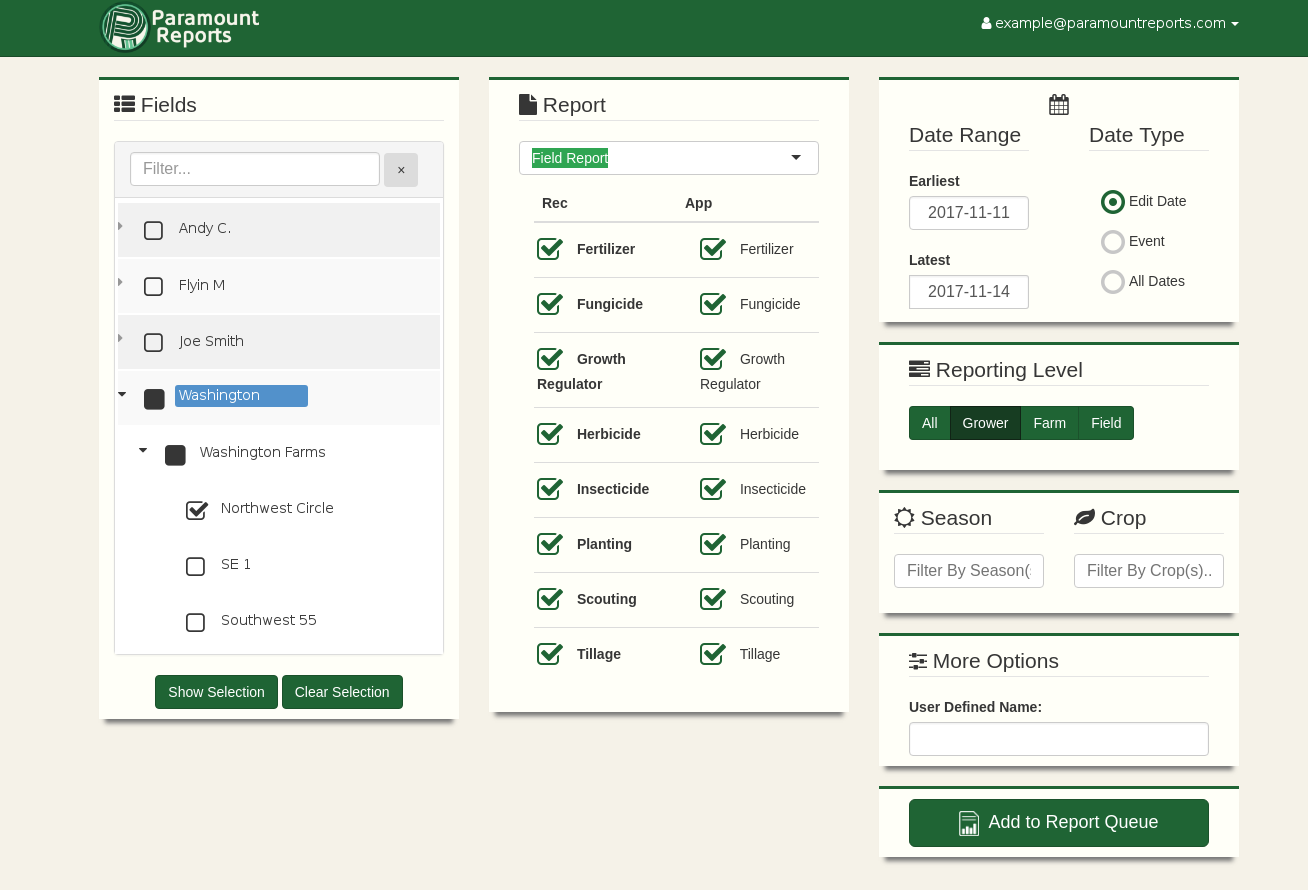 Paramount
Reports
example@paramountreports.com
Fields
Filter...
×
Andy C.
Flyin M
Joe Smith
Washington
Washington Farms
Northwest Circle
SE 1
Southwest 55
Show Selection Clear Selection
Report
Field Report
Rec App
Fertilizer Fertilizer
Fungicide Fungicide
Growth Growth
Regulator Regulator
Herbicide Herbicide
Insecticide Insecticide
Planting Planting
Scouting Scouting
Tillage Tillage
Date Range Date Type
Earliest
2017-11-11
Latest
2017-11-14
Edit Date
Event
All Dates
Reporting Level
All Grower Farm Field
Season Crop
Filter By Season(s Filter By Crop(s)..
More Options
User Defined Name:
Add to Report Queue